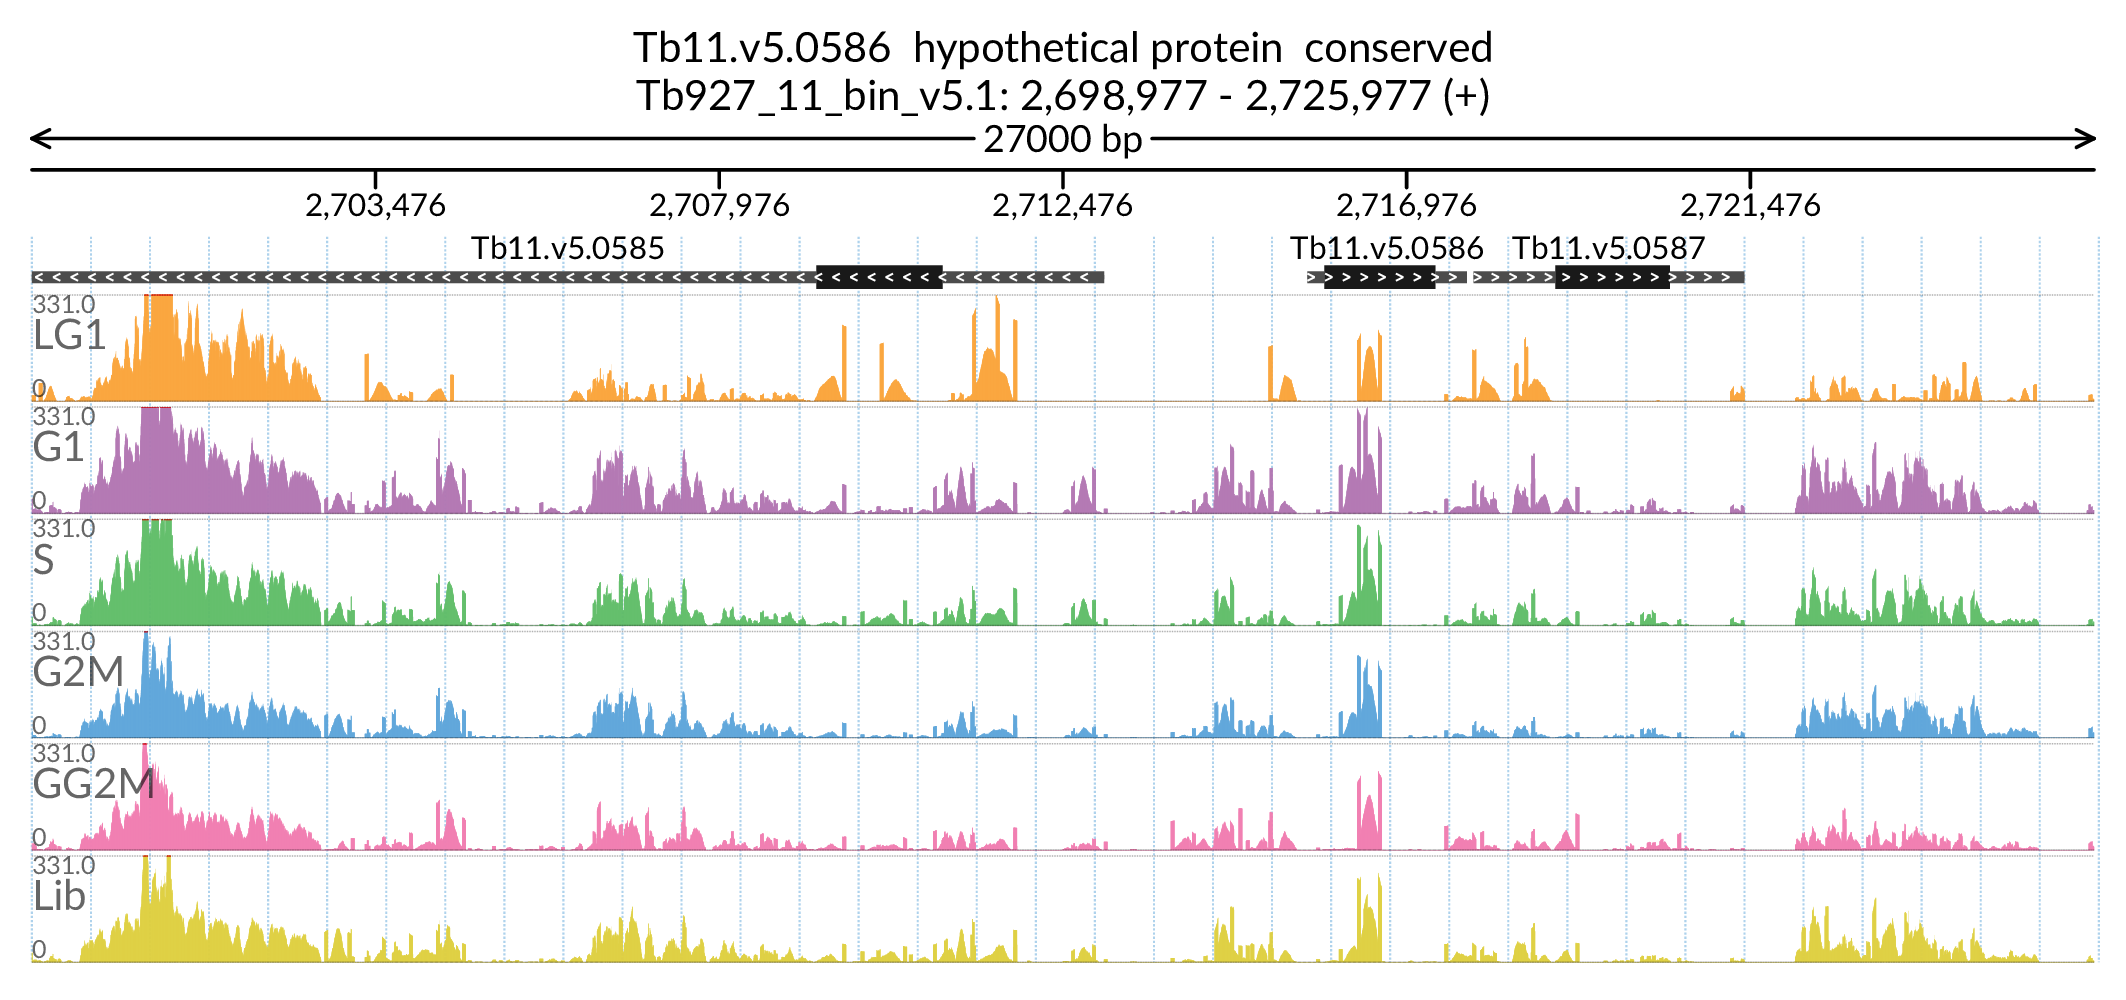 Tb11.v5.0586  hypothetical protein  conserved
Tb927_11_bin_v5.1: 2,698,977 - 2,725,977 (+)
27000 bp
2,703,476 2,707,976 2,712,476 2,716,976 2,721,476
Tb11.v5.0585 Tb11.v5.0586 Tb11.v5.0587
331.0
LG1
0
331.0
G1
0
331.0
S
0
331.0
G2M
0
331.0
GG2M
0
331.0
Lib
0